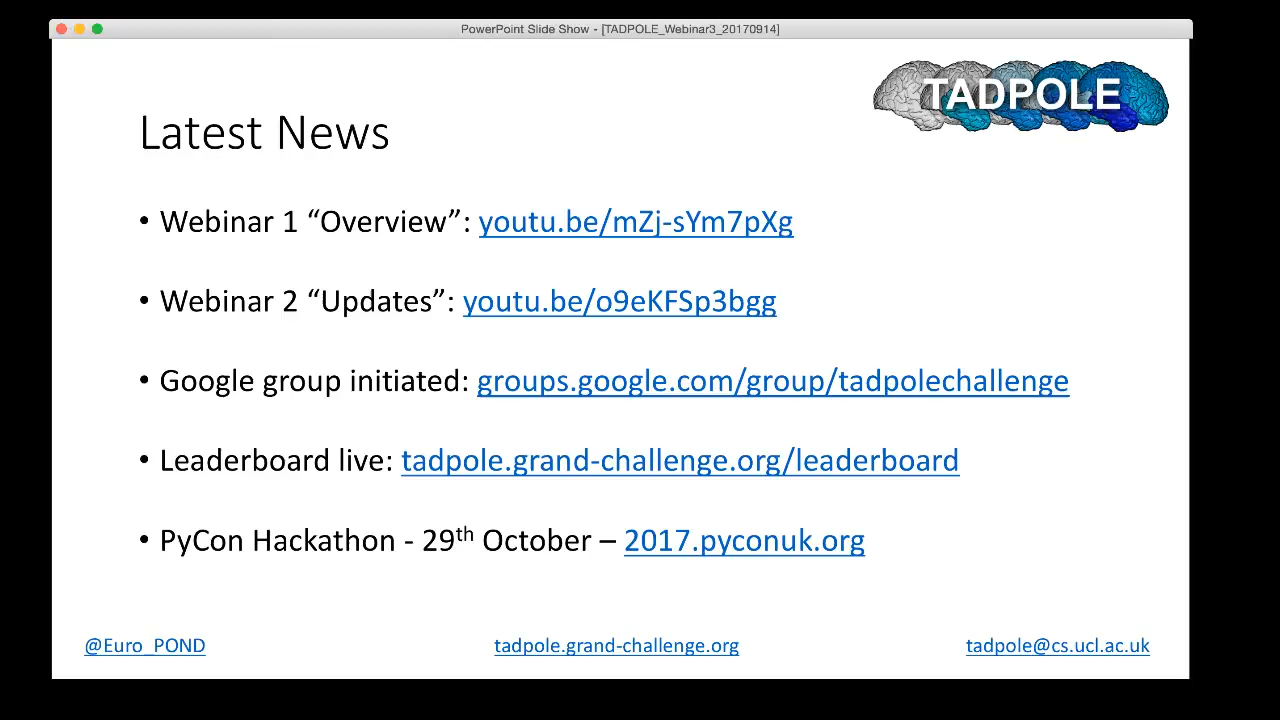 PowerPoint Slide Show - [TADPOLE_Webinar3_20170914]
TADPOLE
Latest News
• Webinar 1 “Overview”: youtu.be/mZj-sYm7pXg
• Webinar 2 “Updates”: youtu.be/o9eKFSp3bgg
• Google group initiated: groups.google.com/group/tadpolechallenge
• Leaderboard live: tadpole.grand-challenge.org/leaderboard
• PyCon Hackathon - 29th October – 2017.pyconuk.org
@Euro_POND tadpole.grand-challenge.org tadpole@cs.ucl.ac.uk